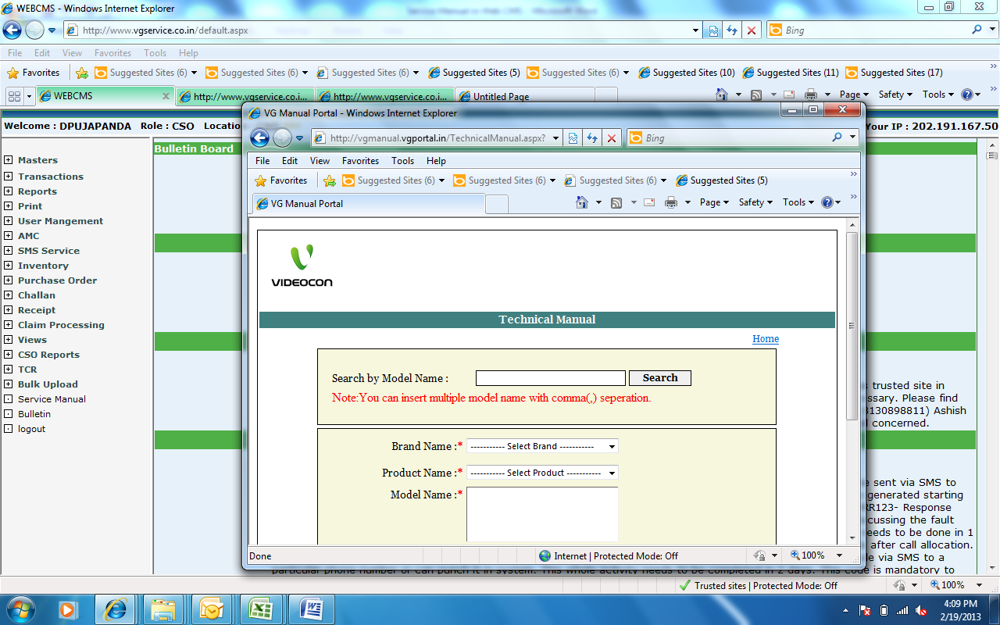 WEBCMS - Windows Internet Explorer
http://www.vgservice.co.in/default.aspx
Bing
File Edit View Favorites Tools Help
Favorites Suggested Sites (6) Suggested Sites (6) Suggested Sites (6) Suggested Sites (5) Suggested Sites (6) Suggested Sites (10) Suggested Sites (11) Suggested Sites (17)
WEBCMS http://www.vgservice.co.i... http://www.vgservice.co.i... Untitled Page Page Safety Tools
Welcome : DPUJAPANDA Role : CSO Locatio
Your IP : 202.191.167.50
Bulletin Board
Masters
Transactions
Reports
Print
User Mangement
AMC
SMS Service
Inventory
Purchase Order
Challan
Receipt
Claim Processing
Views
CSO Reports
TCR
Bulk Upload
Service Manual
Bulletin
logout
VG Manual Portal - Windows Internet Explorer
http://vgmanual.vgportal.in/TechnicalManual.aspx?
Bing
File Edit View Favorites Tools Help
Favorites Suggested Sites (6) Suggested Sites (6) Suggested Sites (6) Suggested Sites (5)
VG Manual Portal Page Safety Tools
VIDEOCON
Technical Manual
Home
Search by Model Name : Search
Note:You can insert multiple model name with comma(,) seperation.
Brand Name :* ----------- Select Brand -----------
Product Name :* ----------- Select Product -----------
Model Name :*
Done Internet | Protected Mode: Off 100%
s trusted site in
ssary. Please find
8130898811) Ashish
l concerned.
e sent via SMS to
generated starting
RR123- Response
cussing the fault
eeds to be done in 1
after call allocation.
le via SMS to a
particular phone number or can punch it in system. This whole activity needs to be completed in 2 days. This code is mandatory to
Trusted sites | Protected Mode: Off 100%
4:09 PM
2/19/2013